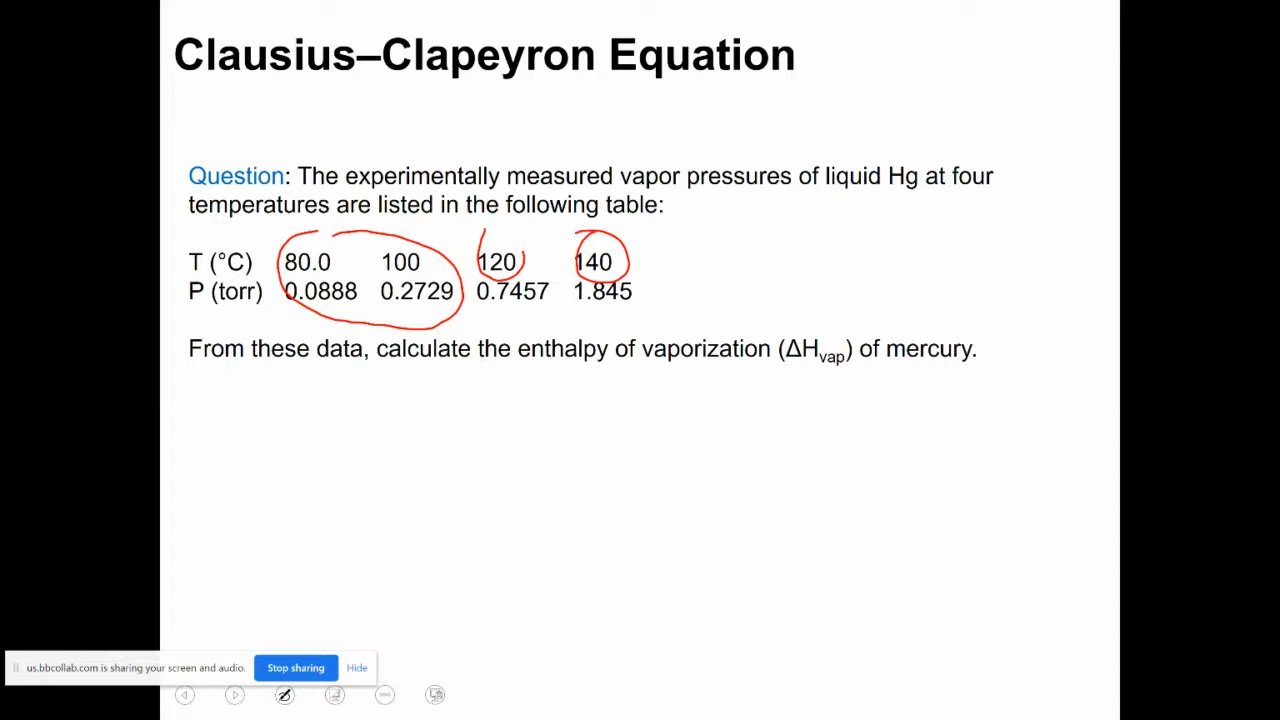 Clausius–Clapeyron Equation
Question: The experimentally measured vapor pressures of liquid Hg at four
temperatures are listed in the following table:
T (°C) 80.0 100 120 140
P (torr) 0.0888 0.2729 0.7457 1.845
From these data, calculate the enthalpy of vaporization (ΔHvap) of mercury.
us.bbcollab.com is sharing your screen and audio. Stop sharing Hide